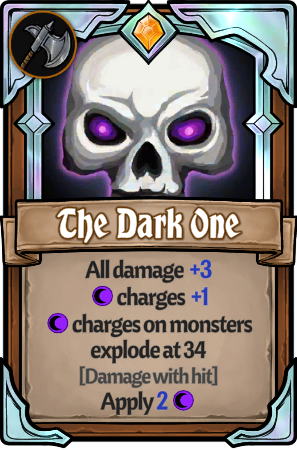 The Dark One
All damage +3
charges +1
charges on monsters
explode at 34
[Damage with hit]
Apply 2